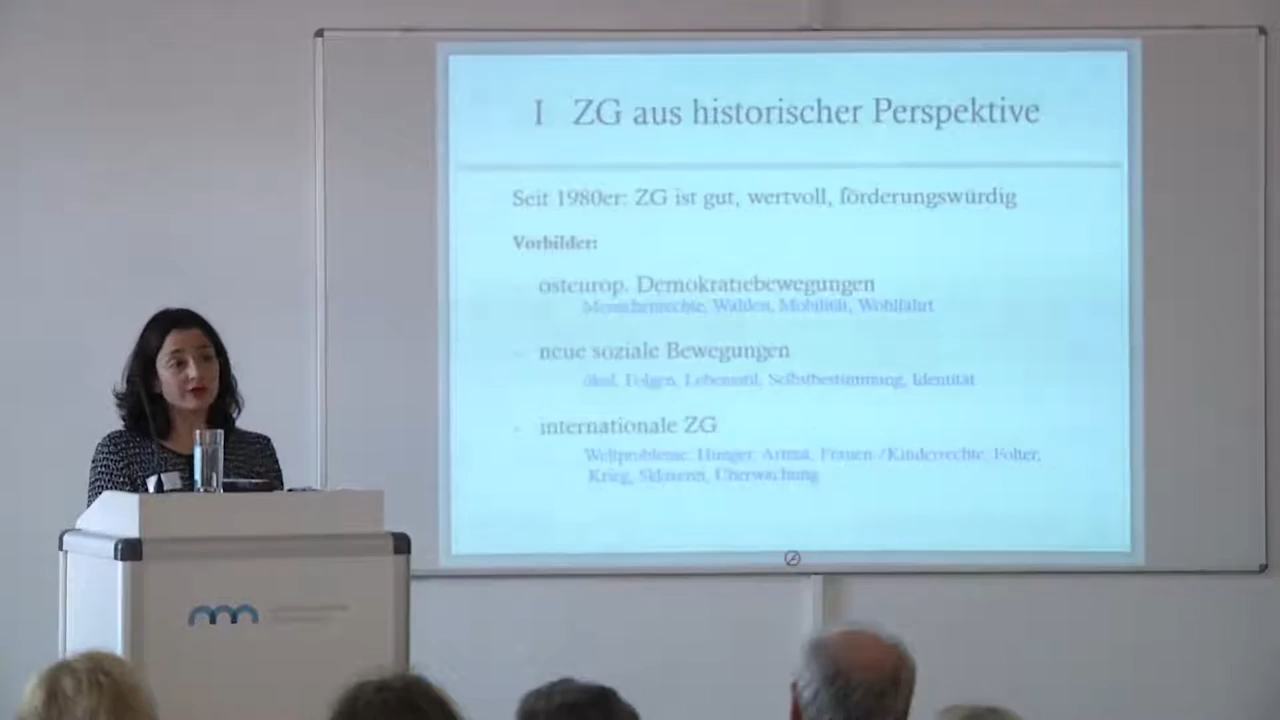 I ZG aus historischer Perspektive
Seit 1980er: ZG ist gut, wertvoll, förderungswürdig
Vorbilder:
- osteurop. Demokratiebewegungen
Menschenrechte, Wahlen, Mobilität, Wohlfahrt
- neue soziale Bewegungen
ökol. Folgen, Lebensstil, Selbstbestimmung, Identität
- internationale ZG
Weltprobleme: Hunger, Armut, Frauen-/Kinderrechte, Folter,
Krieg, Sklaverei, Überwachung